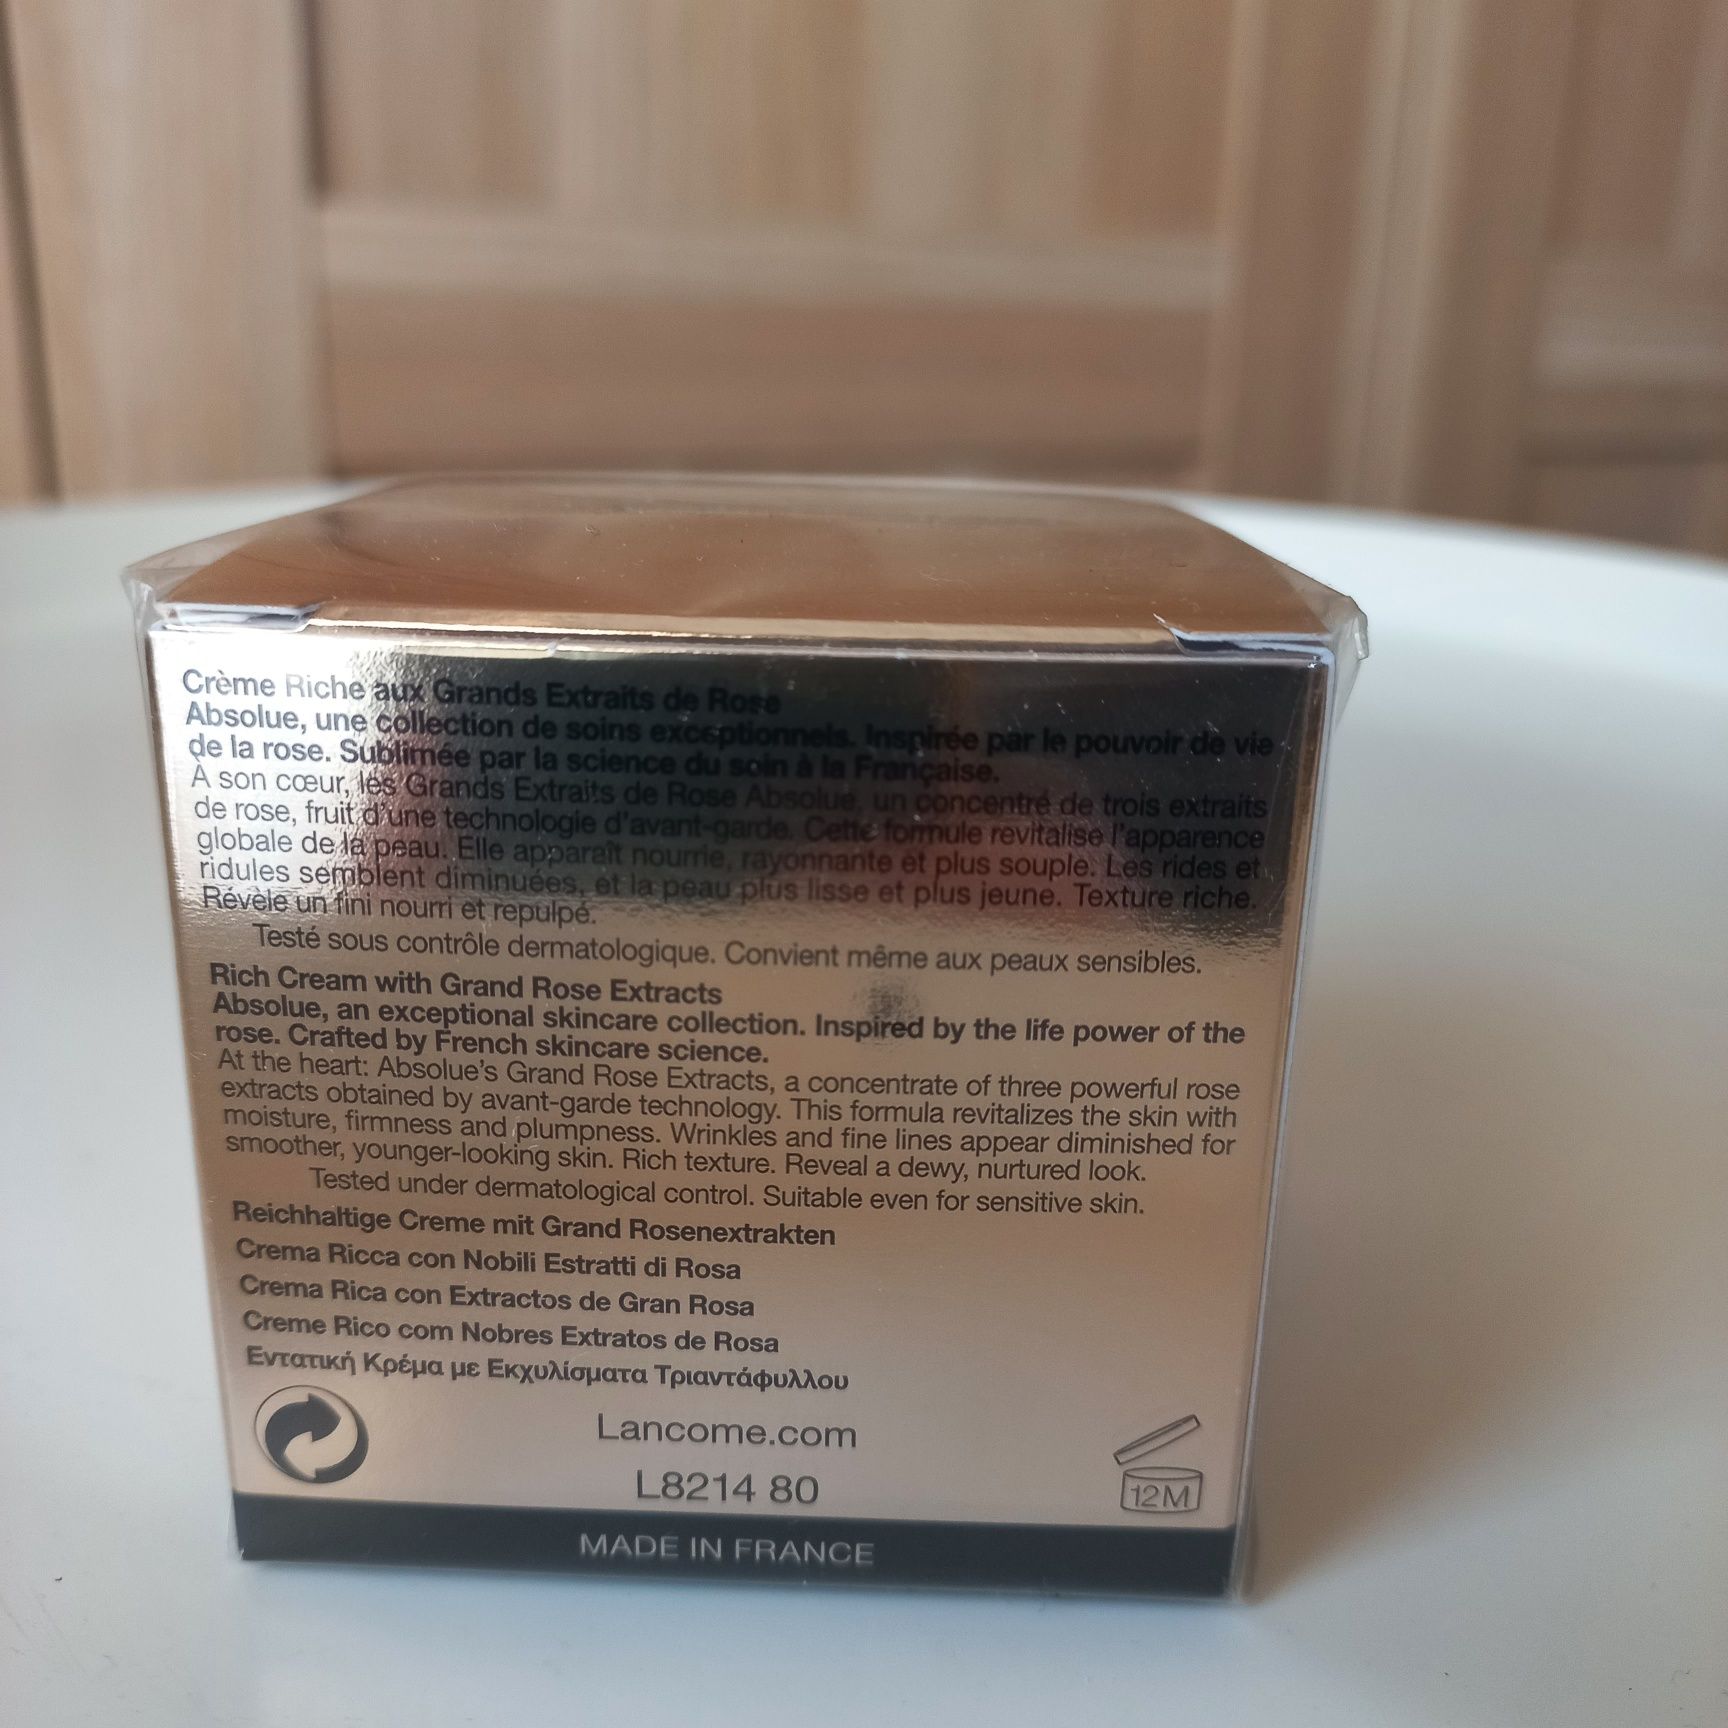 Crème Riche aux Grands Extraits de Rose
Absolue, une collection de soins exceptionnels. Inspirée par le pouvoir de vie
de la rose. Sublimée par la science du soin à la Française.
À son cœur, les Grands Extraits de Rose Absolue, un concentré de trois extraits
de rose, fruit d'une technologie d'avant-garde. Cette formule revitalise l'apparence
globale de la peau. Elle apparaît nourrie, rayonnante et plus souple. Les rides et
ridules semblent diminuées, et la peau plus lisse et plus jeune. Texture riche.
Révèle un fini nourri et repulpé.
Testé sous contrôle dermatologique. Convient même aux peaux sensibles.
Rich Cream with Grand Rose Extracts
Absolue, an exceptional skincare collection. Inspired by the life power of the
rose. Crafted by French skincare science.
At the heart: Absolue's Grand Rose Extracts, a concentrate of three powerful rose
extracts obtained by avant-garde technology. This formula revitalizes the skin with
moisture, firmness and plumpness. Wrinkles and fine lines appear diminished for
smoother, younger-looking skin. Rich texture. Reveal a dewy, nurtured look.
Tested under dermatological control. Suitable even for sensitive skin.
Reichhaltige Creme mit Grand Rosenextrakten
Crema Ricca con Nobili Estratti di Rosa
Crema Rica con Extractos de Gran Rosa
Creme Rico com Nobres Extratos de Rosa
Εντατική Κρέμα με Εκχυλίσματα Τριαντάφυλλου
Lancome.com
L8214 80
12M
MADE IN FRANCE